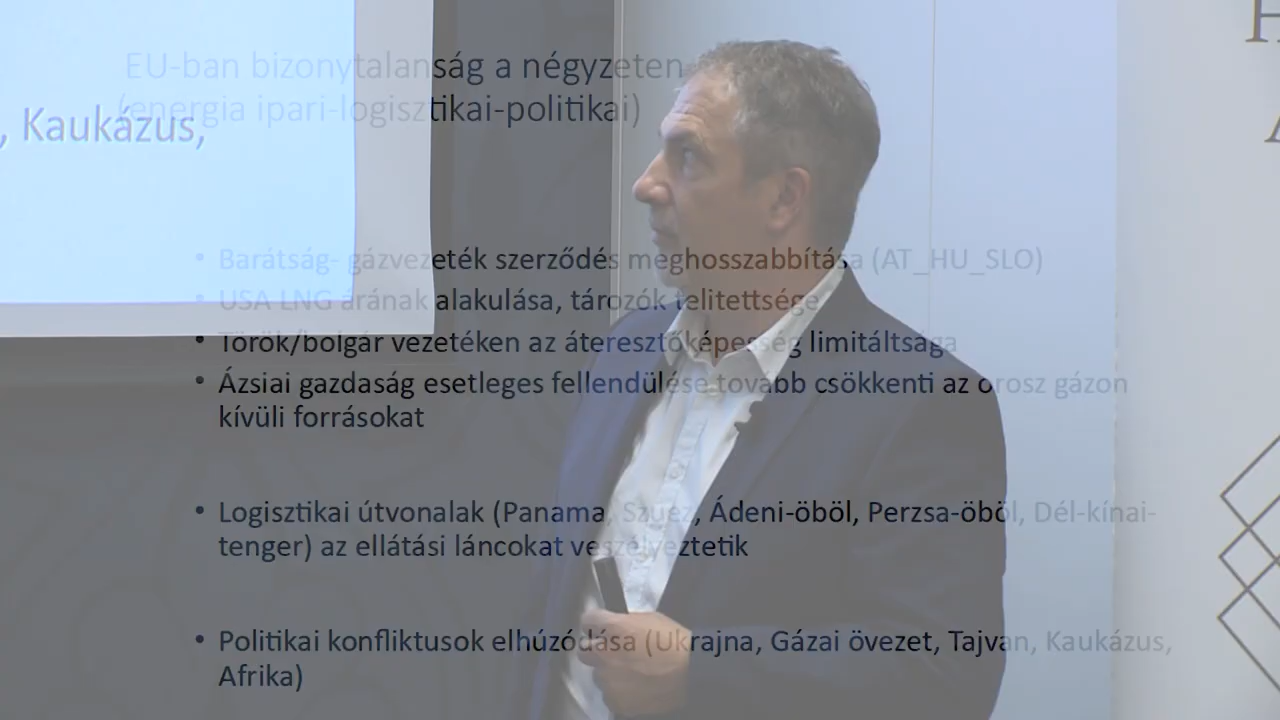 EU-ban bizonytalanság a négyzeten
(energia ipari-logisztikai-politikai)
, Kaukázus,
• Barátság- gázvezeték szerződés meghosszabbítása (AT_HU_SLO)
• USA LNG árának alakulása, tározók telitettsége
• Török/bolgár vezetéken az áteresztőképesség limitáltsága
• Ázsiai gazdaság esetleges fellendülése tovább csökkenti az orosz gázon
kívüli forrásokat
• Logisztikai útvonalak (Panama, Szuez, Ádeni-öböl, Perzsa-öböl, Dél-kínai-
tenger) az ellátási láncokat veszélyeztetik
• Politikai konfliktusok elhúzódása (Ukrajna, Gázai övezet, Tajván, Kaukázus,
Afrika)
H